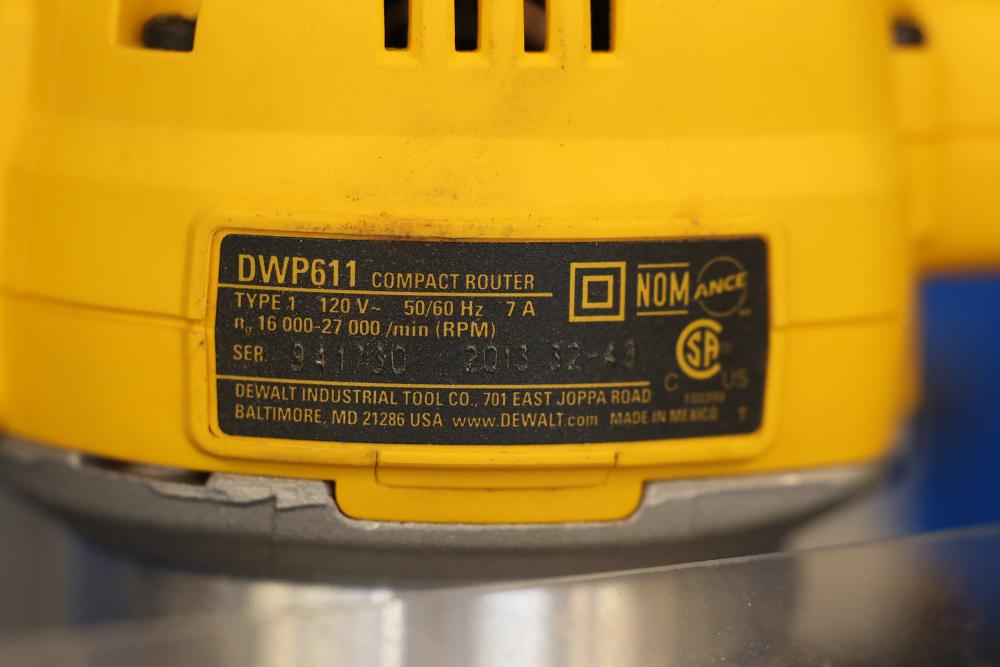 DWP611 COMPACT ROUTER
TYPE 1 120 V~ 50/60 Hz 7 A
n₀ 16 000-27 000 /min (RPM)
SER. 941730 2013 32-43
DEWALT INDUSTRIAL TOOL CO., 701 EAST JOPPA ROAD
BALTIMORE, MD 21286 USA www.DEWALT.com MADE IN MEXICO
NOM ANCE
SA
C US